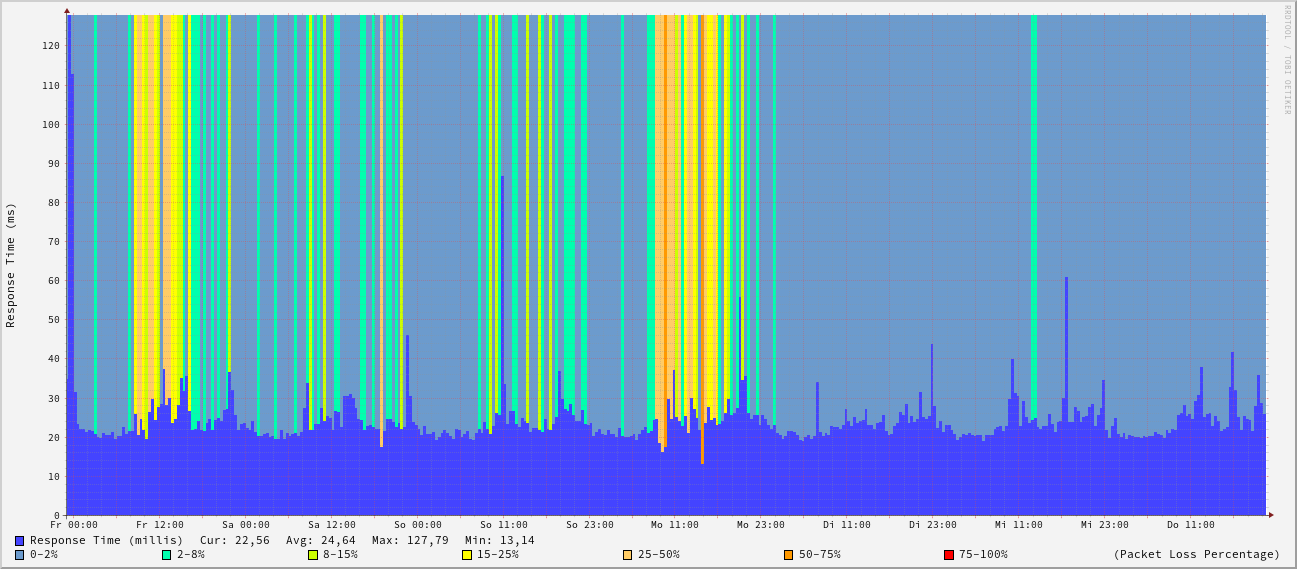 RRDTOOL / TOBI OETIKER
Response Time (ms)
120
110
100
90
80
70
60
50
40
30
20
10
0
Fr 00:00 Fr 12:00 Sa 00:00 Sa 12:00 So 00:00 So 11:00 So 23:00 Mo 11:00 Mo 23:00 Di 11:00 Di 23:00 Mi 11:00 Mi 23:00 Do 11:00
Response Time (millis) Cur: 22,56 Avg: 24,64 Max: 127,79 Min: 13,14
0-2% 2-8% 8-15% 15-25% 25-50% 50-75% 75-100% (Packet Loss Percentage)